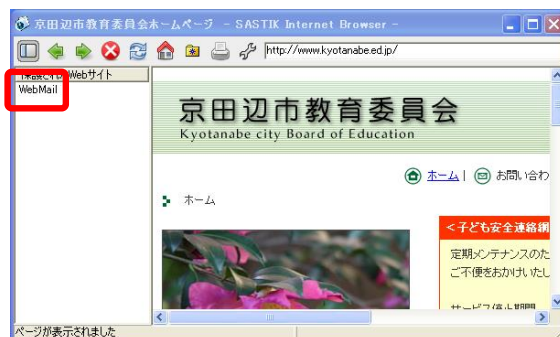 京田辺市教育委員会ホームページ - SASTIK Internet Browser -
http://www.kyotanabe.ed.jp/
保護されたWebサイト
WebMail
京田辺市教育委員会
Kyotanabe city Board of Education
ホーム | お問い合わ
ホーム
＜子ども安全連絡網
定期メンテナンスのた
ご不便をおかけいたし
サービス停止期間
ページが表示されました